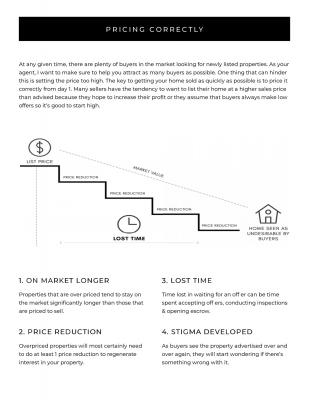 PRICING CORRECTLY
At any given time, there are plenty of buyers in the market looking for newly listed properties. As your
agent, I want to make sure to help you attract as many buyers as possible. One thing that can hinder
this is setting the price too high. The key to getting your home sold as quickly as possible is to price it
correctly from day 1. Many sellers have the tendency to want to list their home at a higher sales price
than advised because they hope to increase their profit or they assume that buyers always make low
offers so it's good to start high.
$
LIST PRICE
MARKET VALUE
PRICE REDUCTION
PRICE REDUCTION
PRICE REDUCTION
PRICE REDUCTION
LOST TIME
HOME SEEN AS
UNDESIRABLE BY
BUYERS
1. ON MARKET LONGER
Properties that are over priced tend to stay on
the market significantly longer than those that
are priced to sell.
2. PRICE REDUCTION
Overpriced properties will most certainly need
to do at least 1 price reduction to regenerate
interest in your property.
3. LOST TIME
Time lost in waiting for an off er can be time
spent accepting off ers, conducting inspections
& opening escrow.
4. STIGMA DEVELOPED
As buyers see the property advertised over and
over again, they will start wondering if there's
something wrong with it.